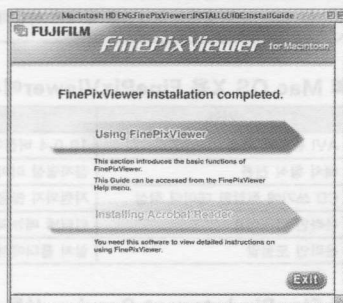 Macintosh HD ENG:FinePixViewer:INSTALLGUIDE:InstallGuide
FUJIFILM
FinePixViewer for Macintosh
FinePixViewer installation completed.
Using FinePixViewer
This section introduces the basic functions of
FinePixViewer.
This Guide can be accessed from the FinePixViewer
Help menu.
Installing Acrobat Reader
You need this software to view detailed instructions on
using FinePixViewer.
Exit